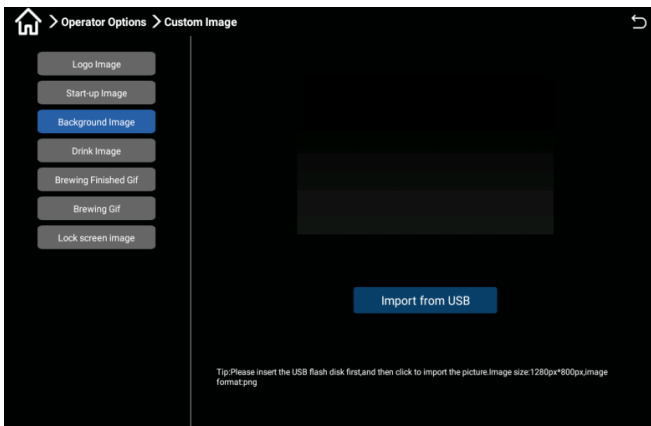 Operator Options Custom Image
Logo Image
Start-up Image
Background Image
Drink Image
Brewing Finished Gif
Brewing Gif
Lock screen image
Import from USB
Tip:Please insert the USB flash disk first,and then click to import the picture.Image size:1280px*800px,image
format:png